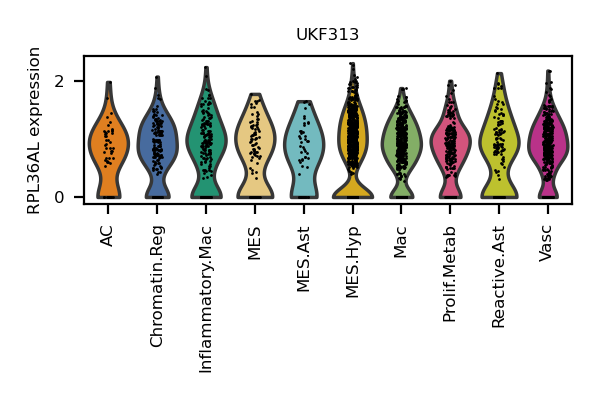 UKF313
RPL36AL expression
2
0
AC
Chromatin.Reg
Inflammatory.Mac
MES
MES.Ast
MES.Hyp
Mac
Prolif.Metab
Reactive.Ast
Vasc